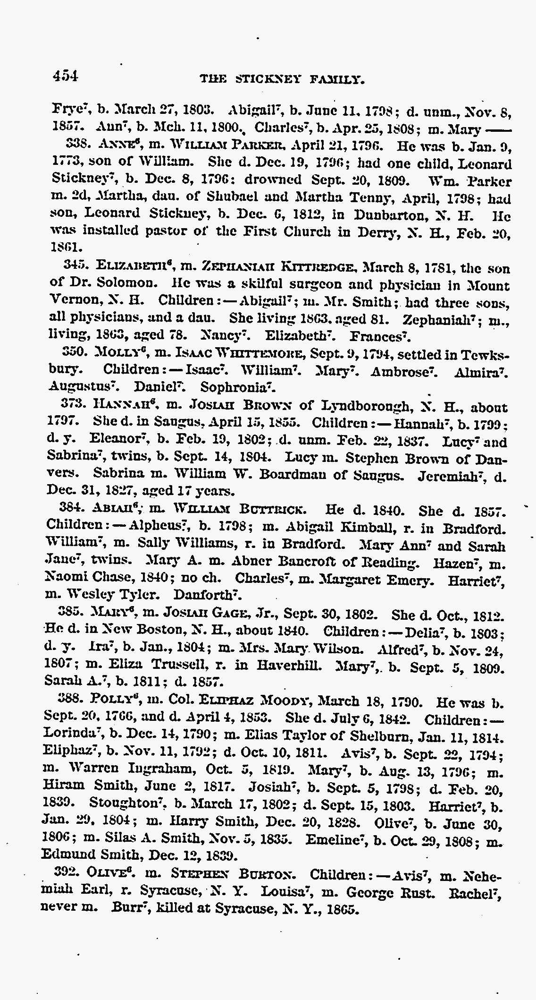 454 THE STICKNEY FAMILY.
Frye⁷, b. March 27, 1803. Abigail⁷, b. June 11, 1798; d. unm., Nov. 8,
1857. Ann⁷, b. Mch. 11, 1800. Charles⁷, b. Apr. 25, 1808; m. Mary ——
338. ANNE⁶, m. WILLIAM PARKER, April 21, 1796. He was b. Jan. 9,
1773, son of William. She d. Dec. 19, 1796; had one child, Leonard
Stickney⁷, b. Dec. 8, 1796: drowned Sept. 20, 1809. Wm. Parker
m. 2d, Martha, dau. of Shubael and Martha Tenny, April, 1798; had
son, Leonard Stickney, b. Dec. 6, 1812, in Dunbarton, N. H. He
was installed pastor of the First Church in Derry, N. H., Feb. 20,
1861.
345. ELIZABETH⁶, m. ZEPHANIAH KITTREDGE, March 8, 1781, the son
of Dr. Solomon. He was a skilful surgeon and physician in Mount
Vernon, N. H. Children:—Abigail⁷; m. Mr. Smith; had three sons,
all physicians, and a dau. She living 1863, aged 81. Zephaniah⁷; m.,
living, 1863, aged 78. Nancy⁷. Elizabeth⁷. Frances⁷.
350. MOLLY⁶, m. ISAAC WHITTEMORE, Sept. 9, 1794, settled in Tewks-
bury. Children:—Isaac⁷. William⁷. Mary⁷. Ambrose⁷. Almira⁷.
Augustus⁷. Daniel⁷. Sophronia⁷.
373. HANNAH⁶, m. JOSIAH BROWN of Lyndborough, N. H., about
1797. She d. in Saugus, April 15, 1855. Children:—Hannah⁷, b. 1799;
d. y. Eleanor⁷, b. Feb. 19, 1802; d. unm. Feb. 22, 1837. Lucy⁷ and
Sabrina⁷, twins, b. Sept. 14, 1804. Lucy m. Stephen Brown of Dan-
vers. Sabrina m. William W. Boardman of Saugus. Jeremiah⁷, d.
Dec. 31, 1827, aged 17 years.
384. ABIAH⁶, m. WILLIAM BUTTRICK. He d. 1840. She d. 1857.
Children:—Alpheus⁷, b. 1798; m. Abigail Kimball, r. in Bradford.
William⁷, m. Sally Williams, r. in Bradford. Mary Ann⁷ and Sarah
Jane⁷, twins. Mary A. m. Abner Bancroft of Reading. Hazen⁷, m.
Naomi Chase, 1840; no ch. Charles⁷, m. Margaret Emery. Harriet⁷,
m. Wesley Tyler. Danforth⁷.
385. MARY⁶, m. JOSIAH GAGE, Jr., Sept. 30, 1802. She d. Oct., 1812.
He d. in New Boston, N. H., about 1840. Children:—Delia⁷, b. 1803;
d. y. Ira⁷, b. Jan., 1804; m. Mrs. Mary Wilson. Alfred⁷, b. Nov. 24,
1807; m. Eliza Trussell, r. in Haverhill. Mary⁷, b. Sept. 5, 1809.
Sarah A.⁷, b. 1811; d. 1857.
388. POLLY⁶, m. Col. ELIPHAZ MOODY, March 18, 1790. He was b.
Sept. 20, 1766, and d. April 4, 1853. She d. July 6, 1842. Children:—
Lorinda⁷, b. Dec. 14, 1790; m. Elias Taylor of Shelburn, Jan. 11, 1814.
Eliphaz⁷, b. Nov. 11, 1792; d. Oct. 10, 1811. Avis⁷, b. Sept. 22, 1794;
m. Warren Ingraham, Oct. 5, 1819. Mary⁷, b. Aug. 13, 1796; m.
Hiram Smith, June 2, 1817. Josiah⁷, b. Sept. 5, 1798; d. Feb. 20,
1839. Stoughton⁷, b. March 17, 1802; d. Sept. 15, 1803. Harriet⁷, b.
Jan. 29, 1804; m. Harry Smith, Dec. 20, 1828. Olive⁷, b. June 30,
1806; m. Silas A. Smith, Nov. 5, 1835. Emeline⁷, b. Oct. 29, 1808; m.
Edmund Smith, Dec. 12, 1839.
392. OLIVE⁶. m. STEPHEN BURTON. Children:—Avis⁷, m. Nehe-
miah Earl, r. Syracuse, N. Y. Louisa⁷, m. George Rust. Rachel⁷,
never m. Burr⁷, killed at Syracuse, N. Y., 1865.